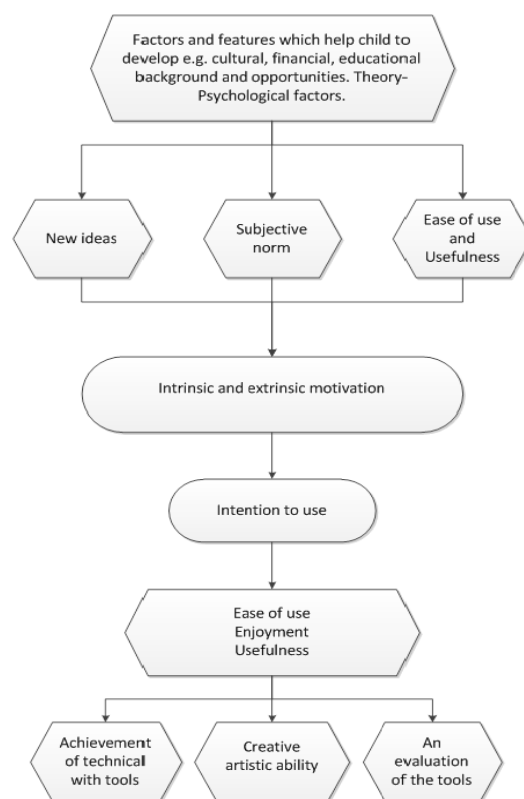 Factors and features which help child to
develop e.g. cultural, financial, educational
background and opportunities. Theory-
Psychological factors.
New ideas
Subjective
norm
Ease of use
and
Usefulness
Intrinsic and extrinsic motivation
Intention to use
Ease of use
Enjoyment
Usefulness
Achievement
of technical
with tools
Creative
artistic ability
An
evaluation
of the tools